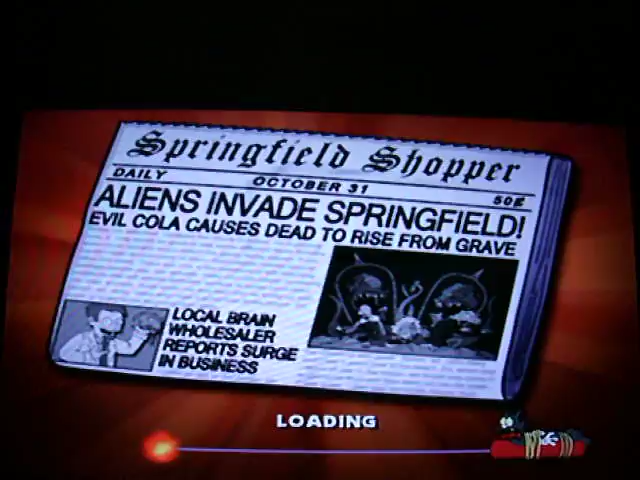 Springfield Shopper
DAILY
OCTOBER 31
50¢
ALIENS INVADE SPRINGFIELD!
EVIL COLA CAUSES DEAD TO RISE FROM GRAVE
LOCAL BRAIN
WHOLESALER
REPORTS SURGE
IN BUSINESS
LOADING